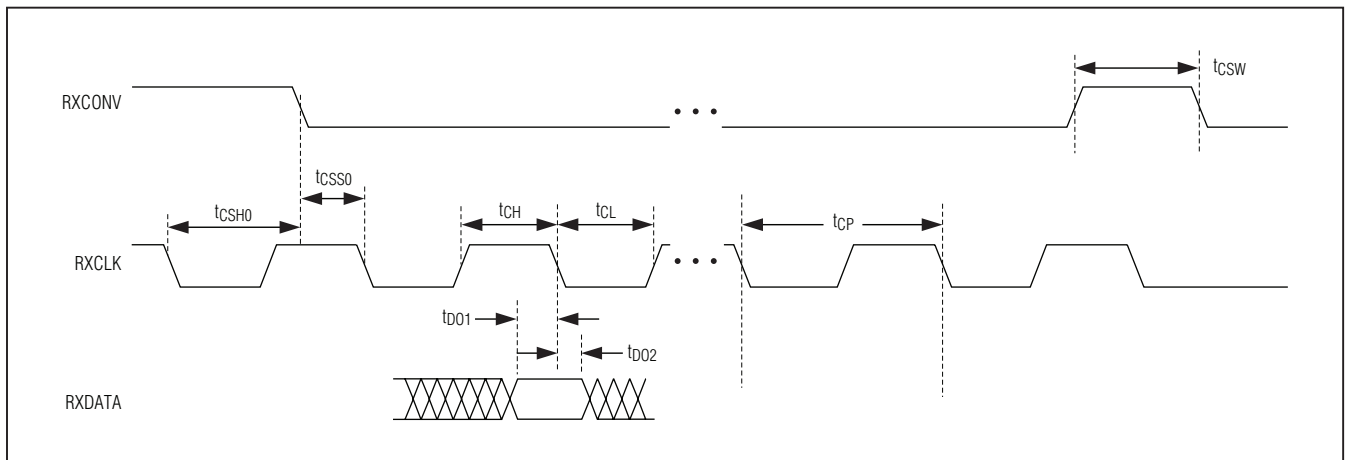 RXCONV
tCSW
tCSS0
tCSH0
tCH
tCL
tCP
RXCLK
tDO1
tDO2
RXDATA